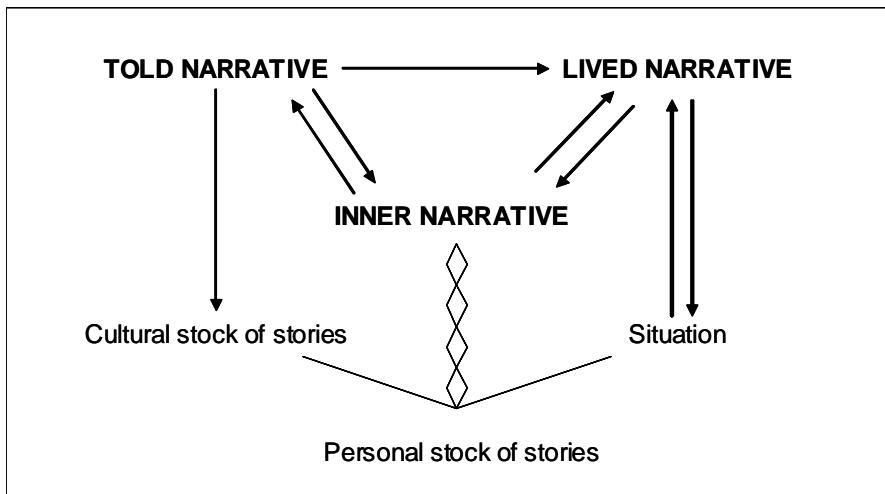 TOLD NARRATIVE
LIVED NARRATIVE
INNER NARRATIVE
Cultural stock of stories
Situation
Personal stock of stories